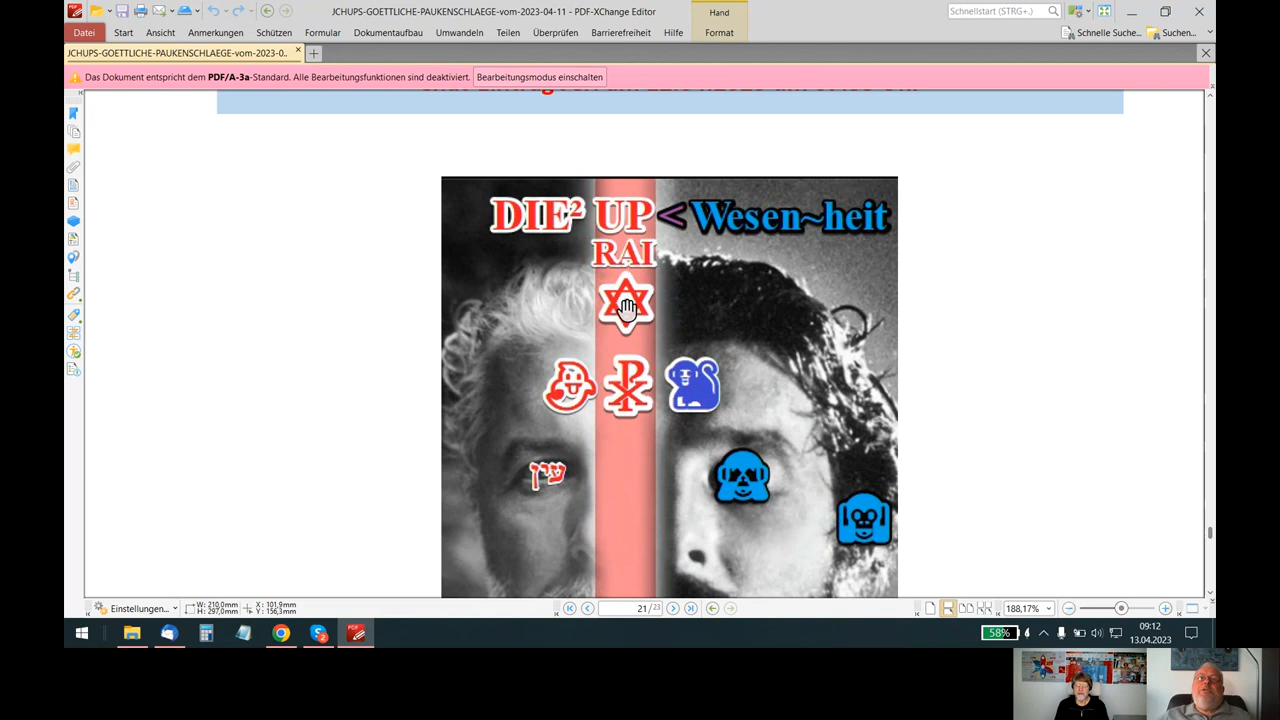 JCHUPS-GOETTLICHE-PAUKENSCHLAEGE-vom-2023-04-11 - PDF-XChange Editor
Hand
Schnellstart (STRG+.)
Datei Start Ansicht Anmerkungen Schützen Formular Dokumentaufbau Umwandeln Teilen Überprüfen Barrierefreiheit Hilfe Format Schnelle Suche... Suchen...
JCHUPS-GOETTLICHE-PAUKENSCHLAEGE-vom-2023-0..
Das Dokument entspricht dem PDF/A-3a-Standard. Alle Bearbeitungsfunktionen sind deaktiviert. Bearbeitungsmodus einschalten
DIE² UP < Wesen~heit
RAI
עין
Einstellungen... W: 210,0mm X: 101,9mm 21/23 188,17%
H: 297,0mm Y: 156,3mm
58% 09:12
13.04.2023